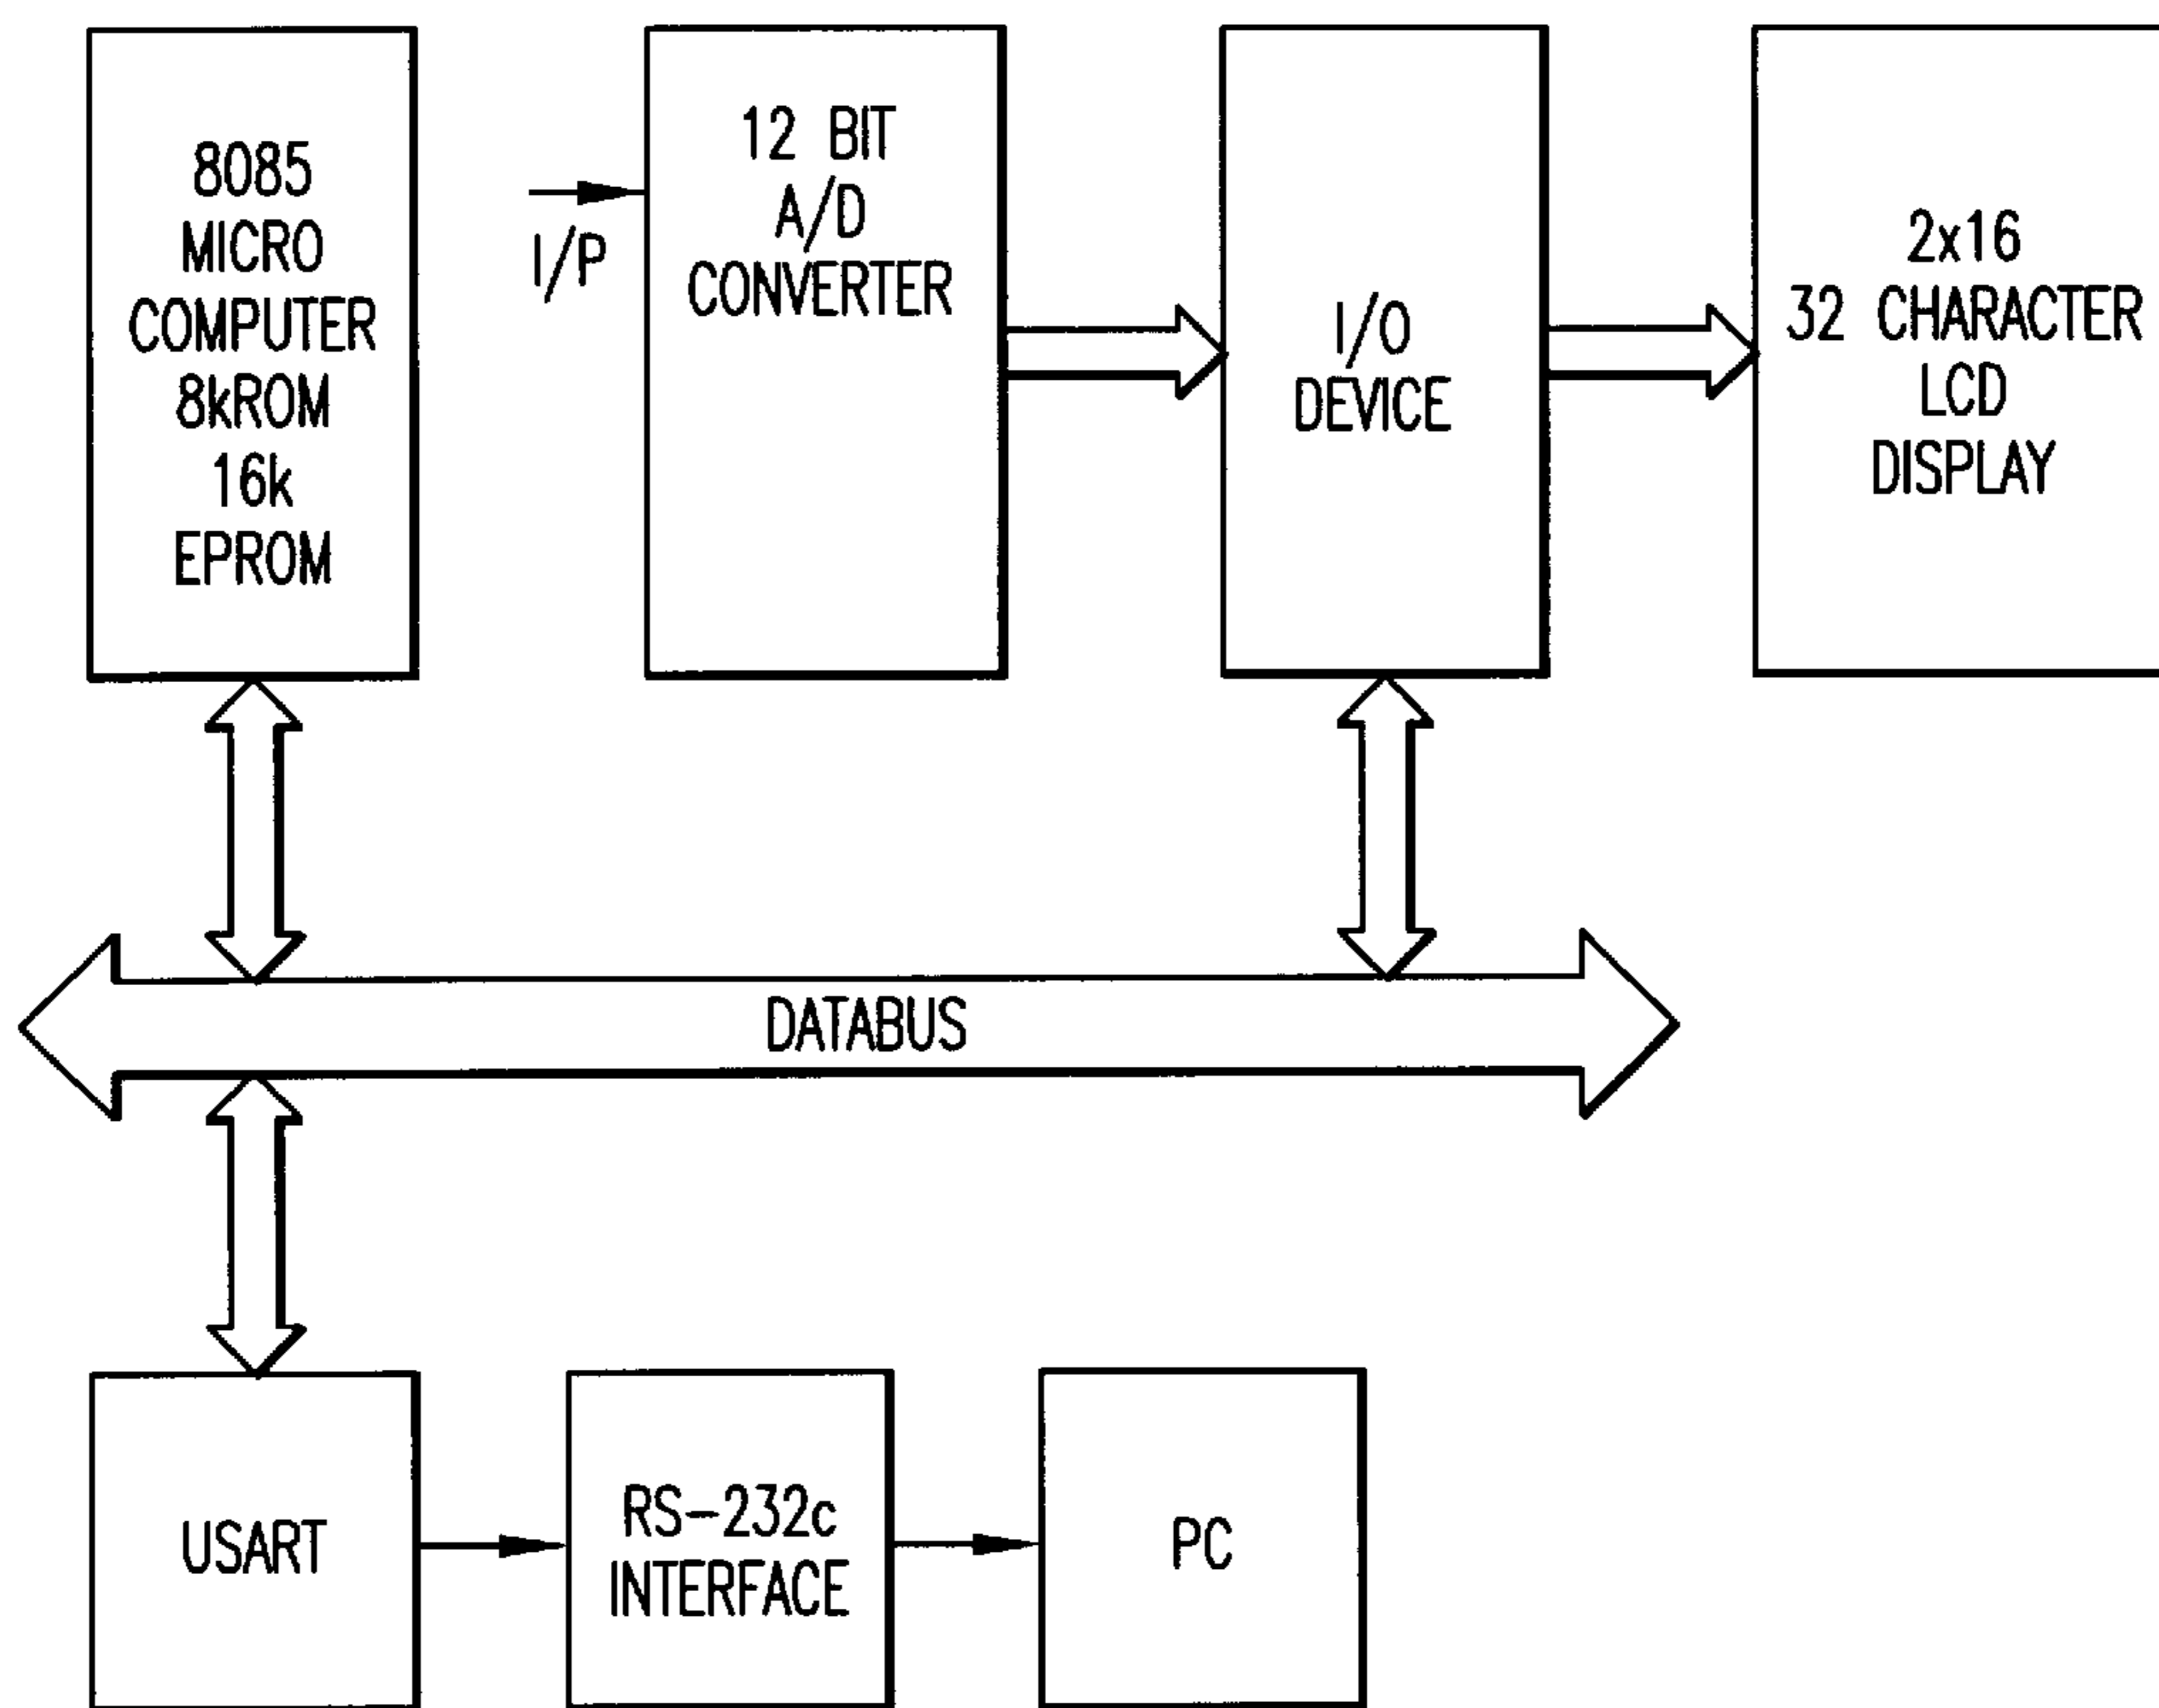 8085
MICRO
COMPUTER
8kROM
16k
EPROM
I/P
12 BIT
A/D
CONVERTER
I/O
DEVICE
2x16
32 CHARACTER
LCD
DISPLAY
DATABUS
USART
RS-232c
INTERFACE
PC